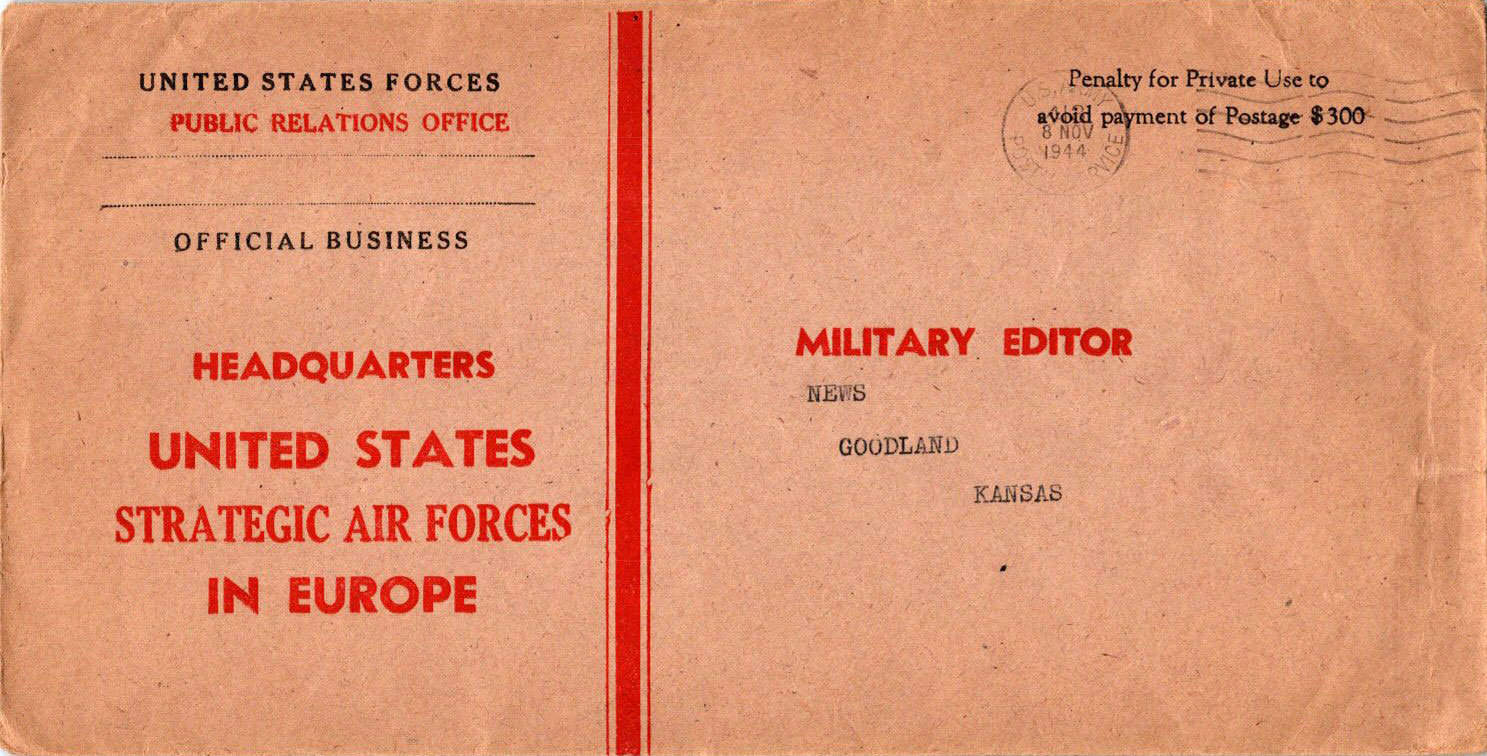 UNITED STATES FORCES
PUBLIC RELATIONS OFFICE
OFFICIAL BUSINESS
HEADQUARTERS
UNITED STATES
STRATEGIC AIR FORCES
IN EUROPE
Penalty for Private Use to
avoid payment of Postage $300
U.S. ARMY
8 NOV
1944
MILITARY EDITOR
NEWS
GOODLAND
KANSAS